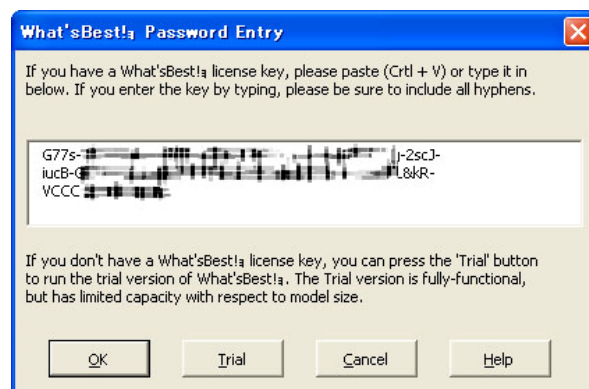 What'sBest!ª Password Entry
If you have a What'sBest!ª license key, please paste (Crtl + V) or type it in
below. If you enter the key by typing, please be sure to include all hyphens.
G77s-
-2scJ-
iucB-
&kR-
VCCC
If you don't have a What'sBest!ª license key, you can press the 'Trial' button
to run the trial version of What'sBest!ª. The Trial version is fully-functional,
but has limited capacity with respect to model size.
OK Trial Cancel Help